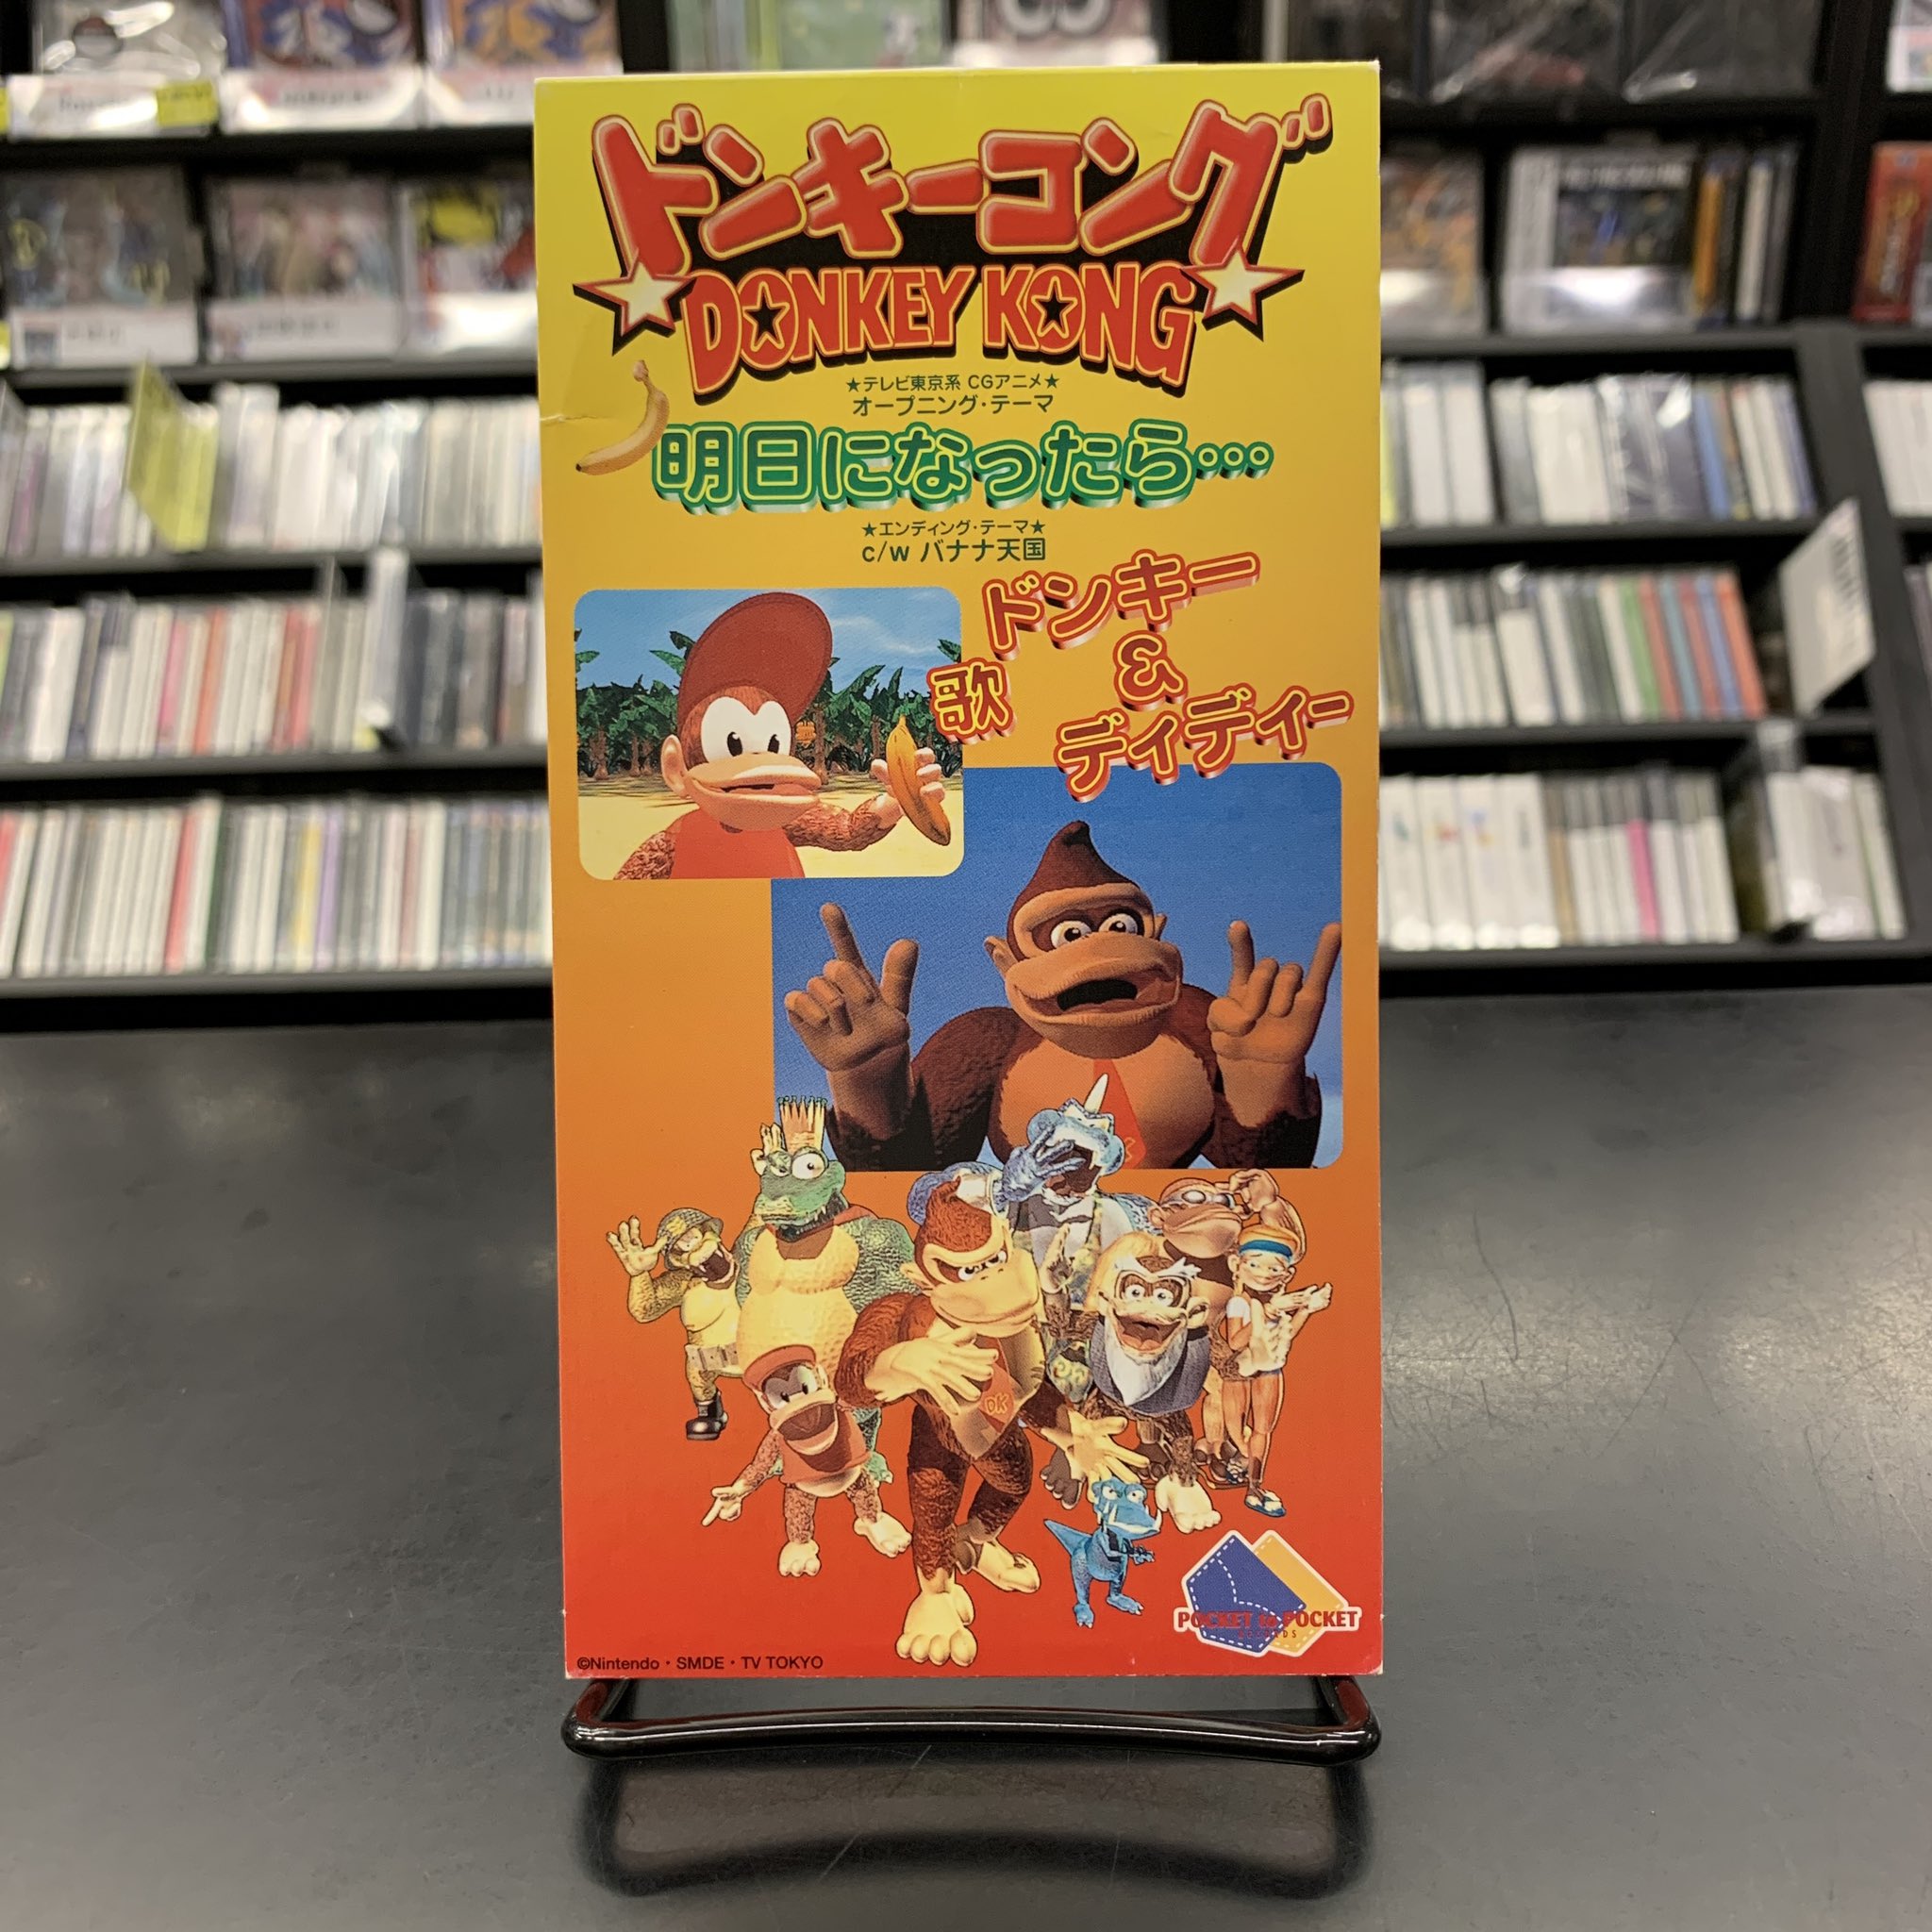 ドンキーコング
DONKEY KONG
★テレビ東京系 CGアニメ★
オープニング・テーマ
明日になったら…
★エンディング・テーマ★
c/w バナナ天国
歌
ドンキー
&
ディディー
DK
POCKET to POCKET
RECORDS
©Nintendo・SMDE・TV TOKYO